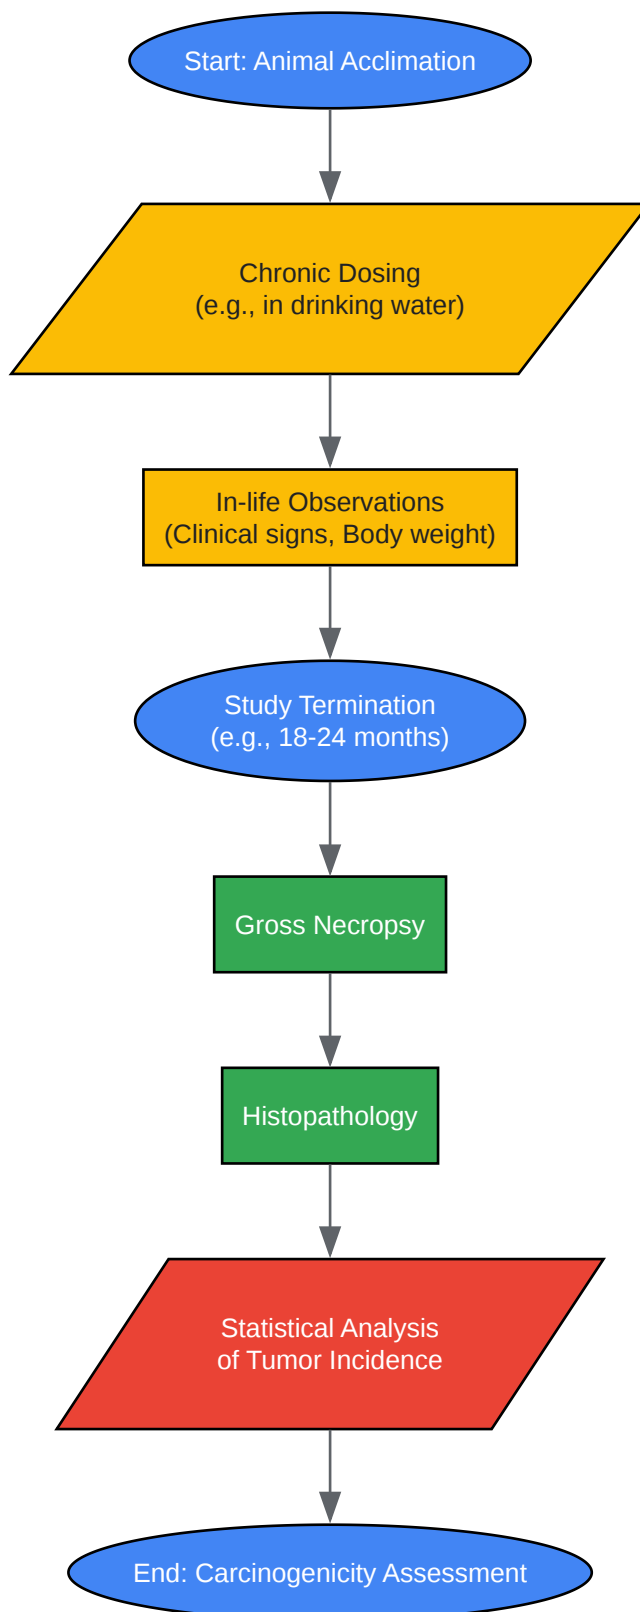 Start: Animal Acclimation
Chronic Dosing
(e.g., in drinking water)
In-life Observations
(Clinical signs, Body weight)
Study Termination
(e.g., 18-24 months)
Gross Necropsy
Histopathology
Statistical Analysis
of Tumor Incidence
End: Carcinogenicity Assessment